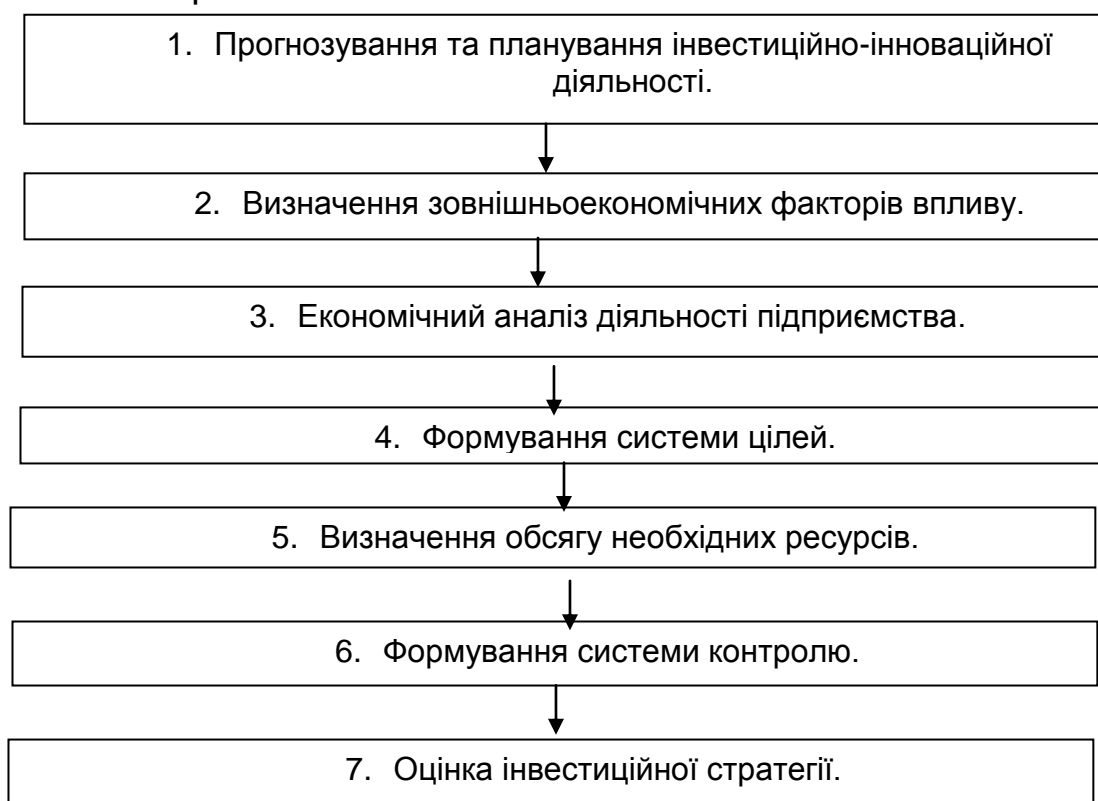 1. Прогнозування та планування інвестиційно-інноваційної
діяльності.
2. Визначення зовнішньоекономічних факторів впливу.
3. Економічний аналіз діяльності підприємства.
4. Формування системи цілей.
5. Визначення обсягу необхідних ресурсів.
6. Формування системи контролю.
7. Оцінка інвестиційної стратегії.